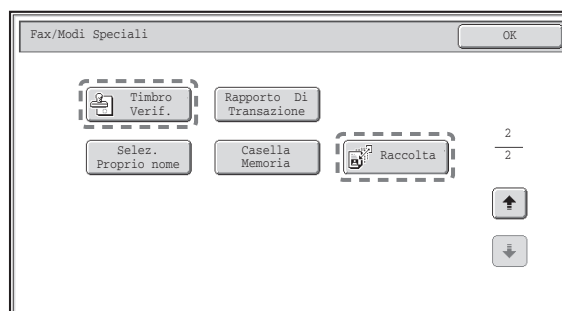 Fax/Modi Speciali
OK
Timbro
Verif.
Rapporto Di
Transazione
Selez.
Proprio nome
Casella
Memoria
Raccolta
2
2